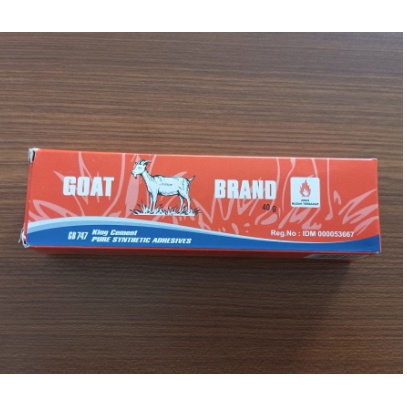 GOAT BRAND
40 g
GB 747 King Cement
PURE SYNTHETIC ADHESIVES
Reg.No : IDM 000053667